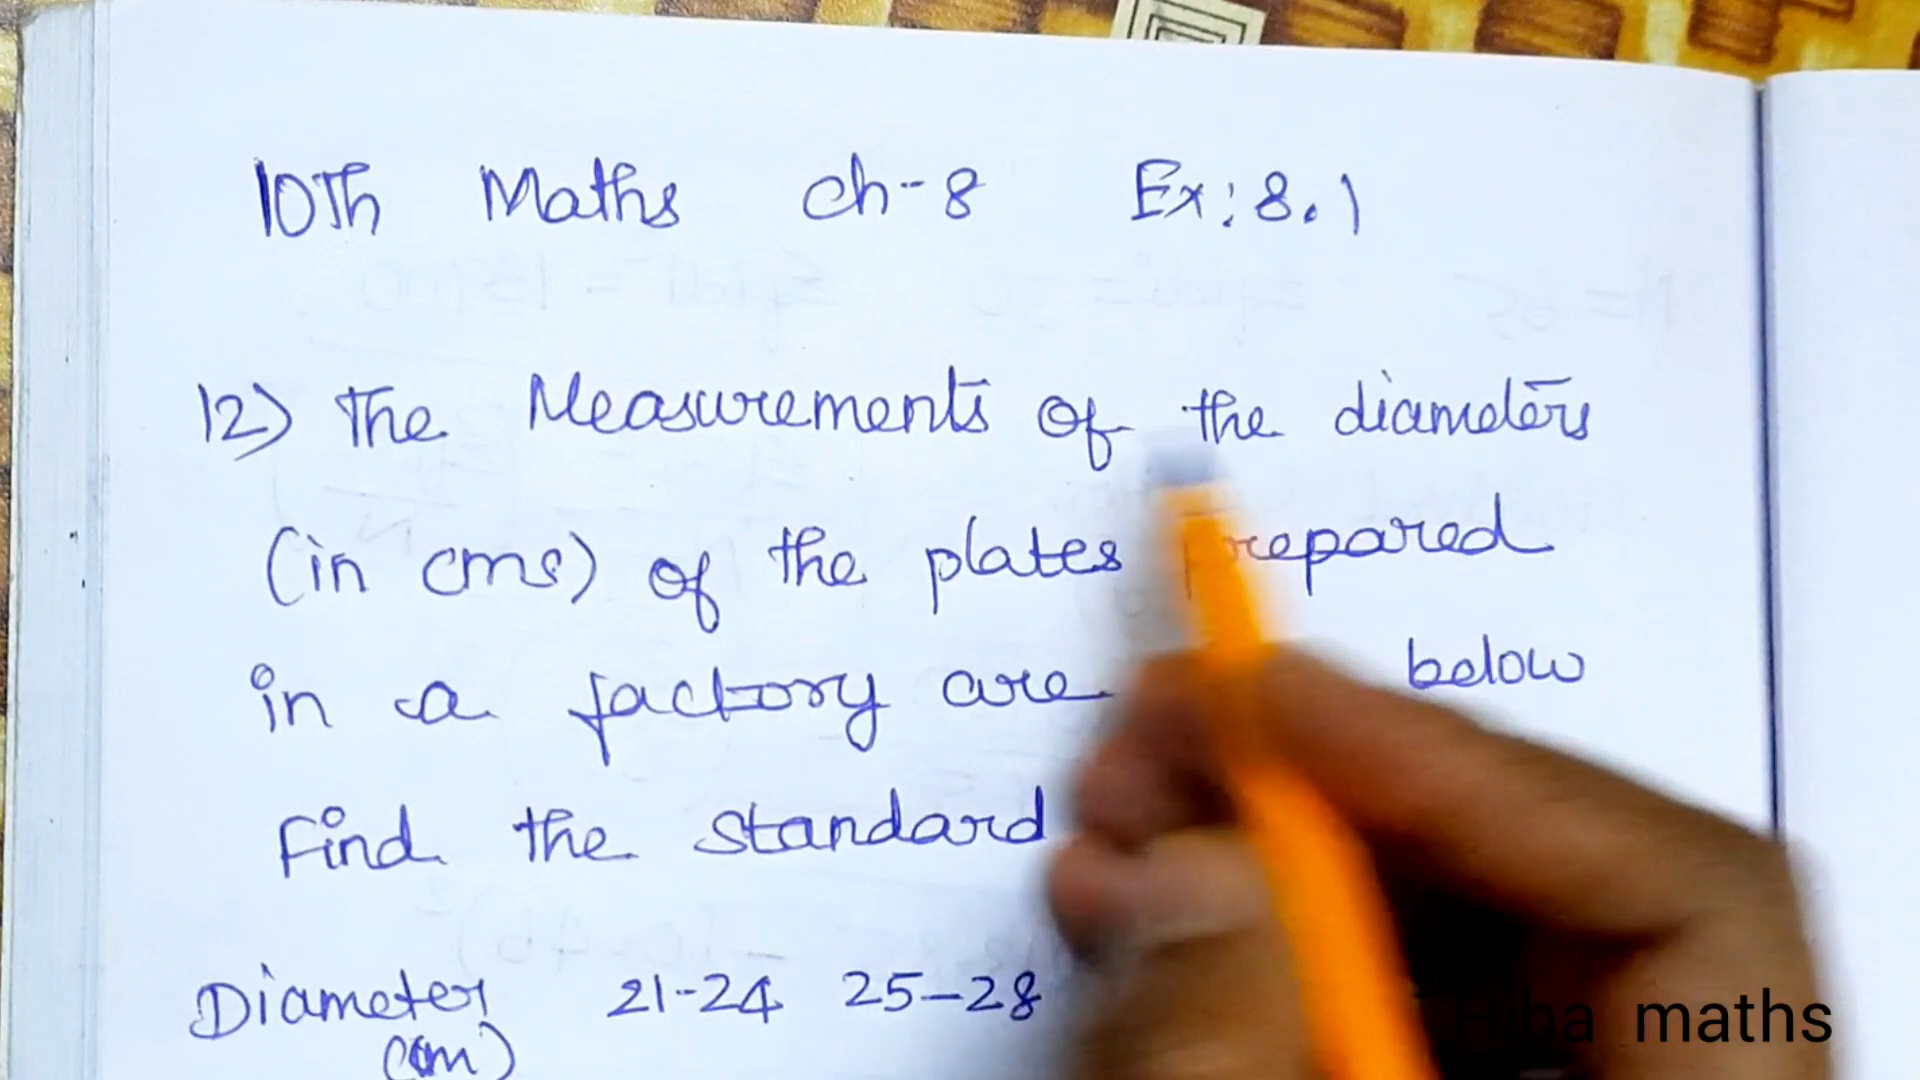 10Th Maths Ch-8 Ex: 8.1
12) The Measurements of the diameters
(in cms) of the plates prepared
in a factory are below
Find the standard
Diameter 21-24 25-28
(cm)
Hiba maths